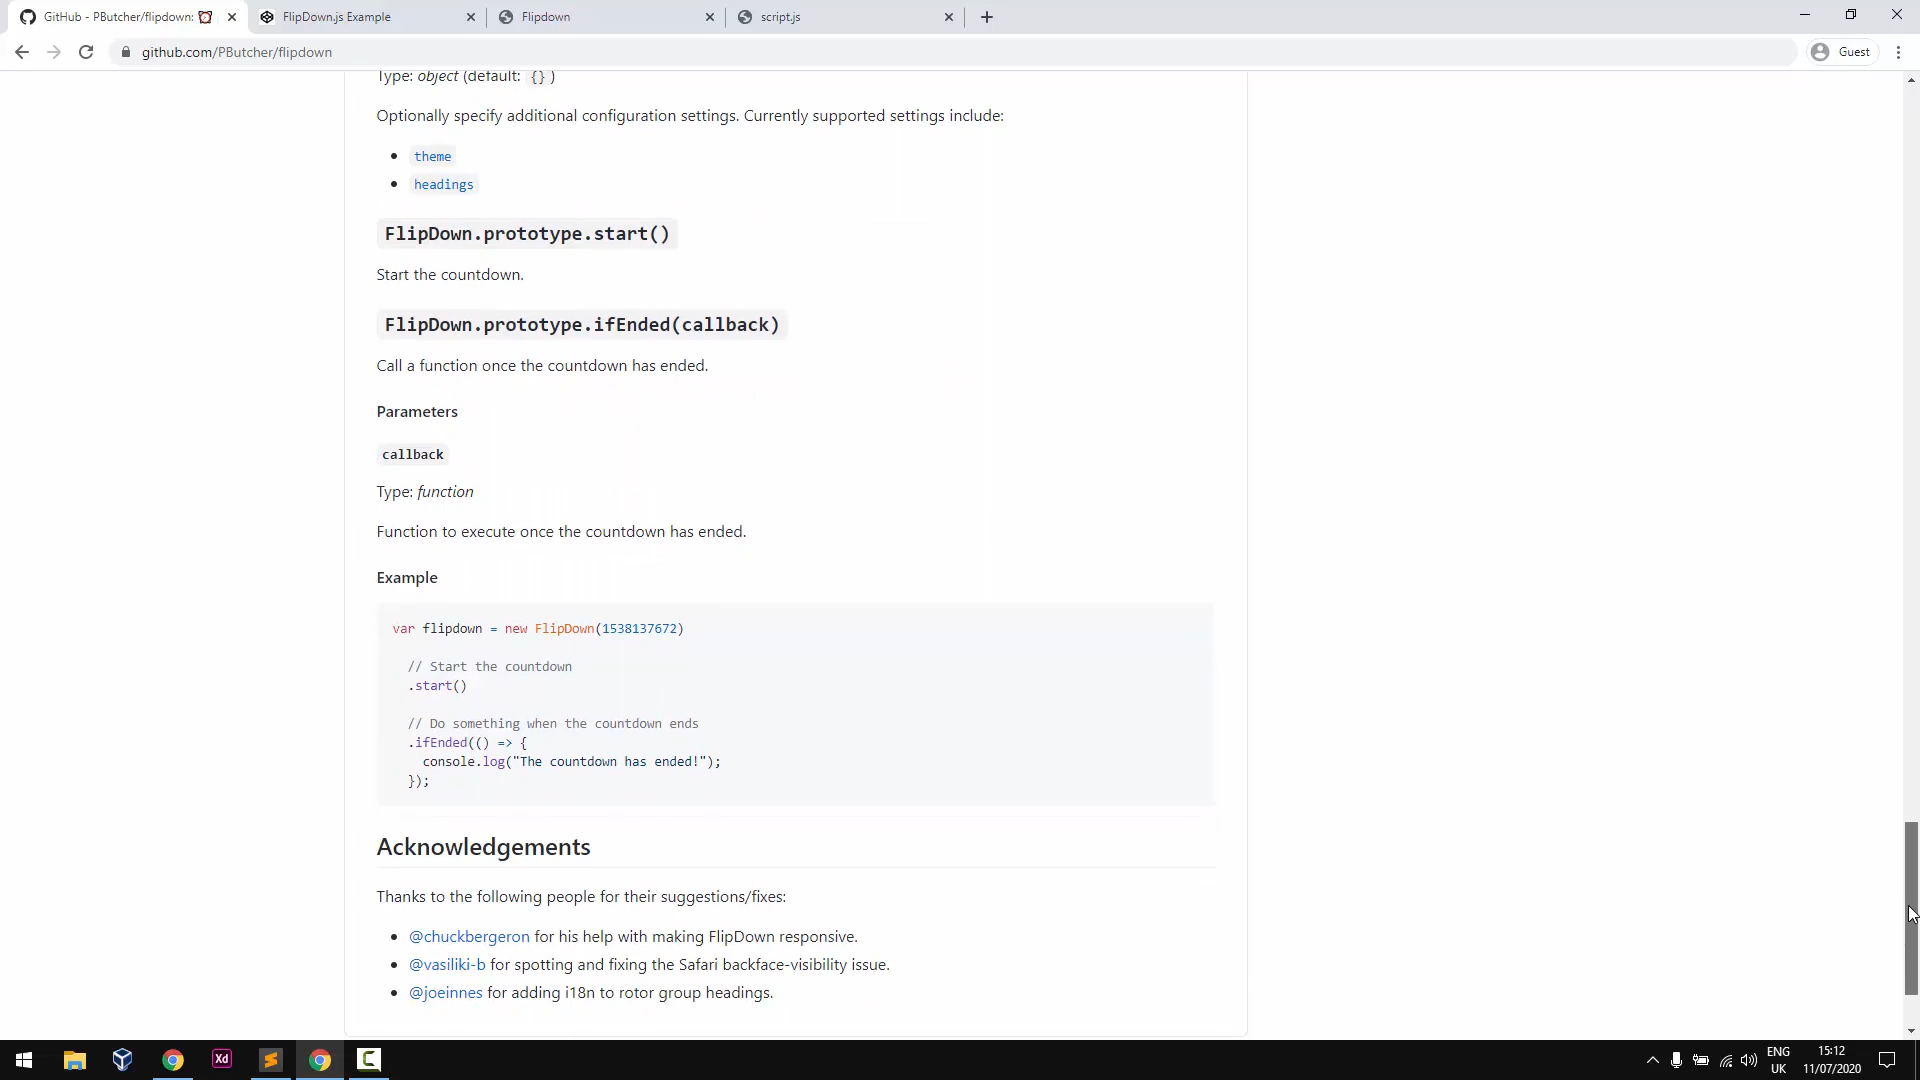 GitHub - PButcher/flipdown:
FlipDown.js Example
Flipdown
script.js
github.com/PButcher/flipdown
Guest
Type: object (default: {} )
Optionally specify additional configuration settings. Currently supported settings include:
theme
headings
FlipDown.prototype.start()
Start the countdown.
FlipDown.prototype.ifEnded(callback)
Call a function once the countdown has ended.
Parameters
callback
Type: function
Function to execute once the countdown has ended.
Example
var flipdown = new FlipDown(1538137672)
// Start the countdown
.start()
// Do something when the countdown ends
.ifEnded(() => {
console.log("The countdown has ended!");
});
Acknowledgements
Thanks to the following people for their suggestions/fixes:
@chuckbergeron for his help with making FlipDown responsive.
@vasiliki-b for spotting and fixing the Safari backface-visibility issue.
@joeinnes for adding i18n to rotor group headings.
Xd
ENG
UK
15:12
11/07/2020